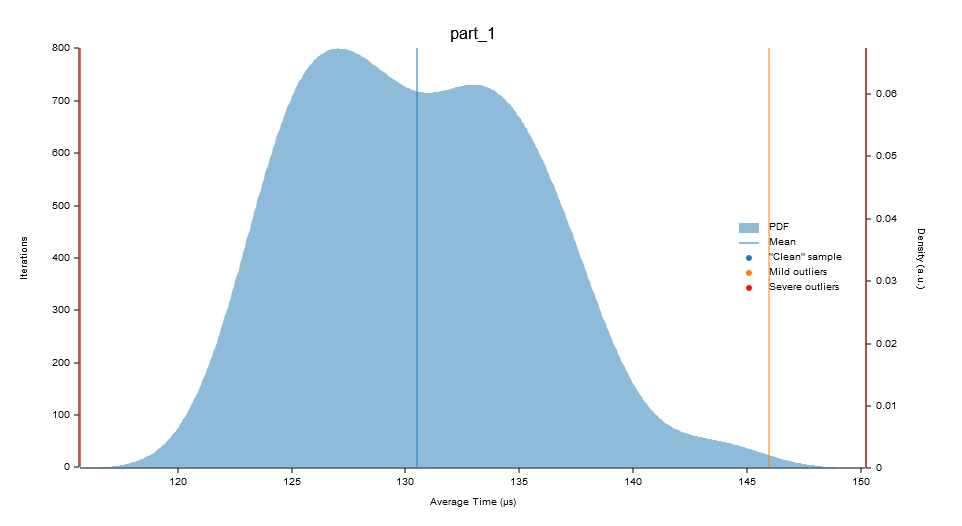 part_1
800
700
600
500
400
300
200
100
0
Iterations
0.06
0.05
0.04
0.03
0.02
0.01
0
Density (a.u.)
PDF
Mean
"Clean" sample
Mild outliers
Severe outliers
120
125
130
135
140
145
150
Average Time (µs)